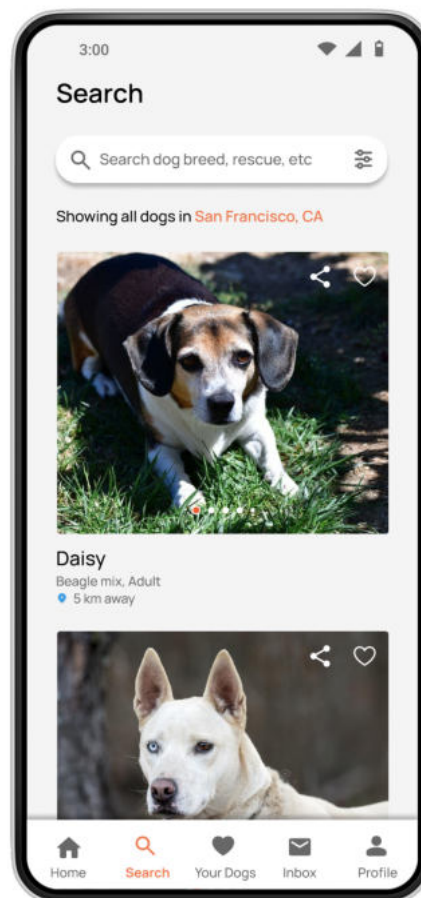 3:00
Search
Search dog breed, rescue, etc
Showing all dogs in San Francisco, CA
Daisy
Beagle mix, Adult
5 km away
Home Search Your Dogs Inbox Profile